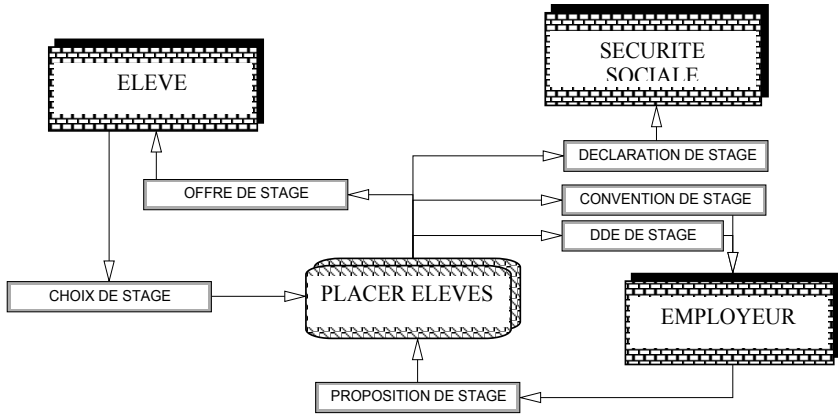 ELEVE
SECURITE
SOCIALE
DECLARATION DE STAGE
OFFRE DE STAGE
CONVENTION DE STAGE
DDE DE STAGE
CHOIX DE STAGE
PLACER ELEVES
EMPLOYEUR
PROPOSITION DE STAGE